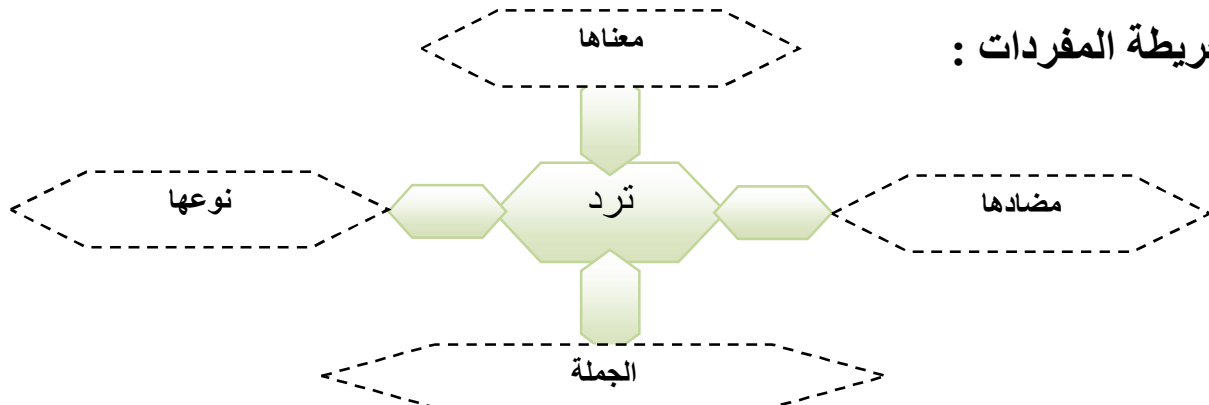 ريطة المفردات :
معناها
مضادها
ترد
نوعها
الجملة